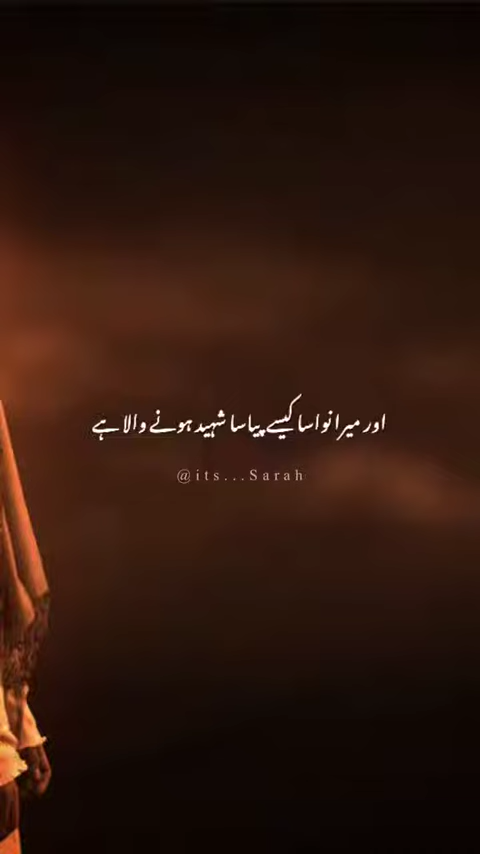 اور میرا نواسا کیسے پیاسا شہید ہونے والا ہے
@its...Sarah